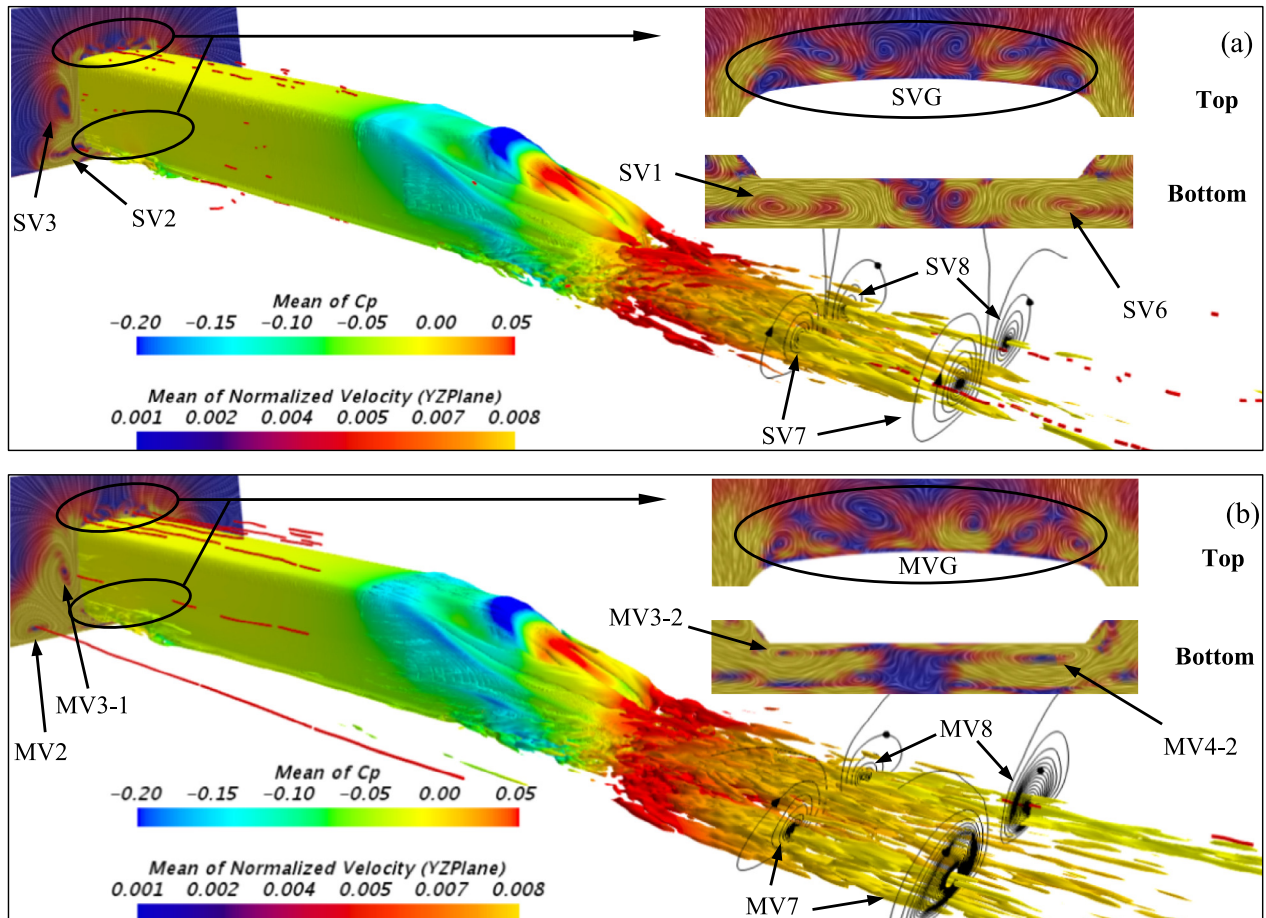 (a)
SVG
Top
SV1
Bottom
SV3
SV2
SV8
SV6
Mean of Cp
−0.20 −0.15 −0.10 −0.05 0.00 0.05
Mean of Normalized Velocity (YZPlane)
0.001 0.002 0.004 0.005 0.007 0.008
SV7
(b)
MVG
Top
MV3-2
Bottom
MV3-1
MV2
MV8
MV4-2
Mean of Cp
−0.20 −0.15 −0.10 −0.05 0.00 0.05
Mean of Normalized Velocity (YZPlane)
0.001 0.002 0.004 0.005 0.007 0.008
MV7